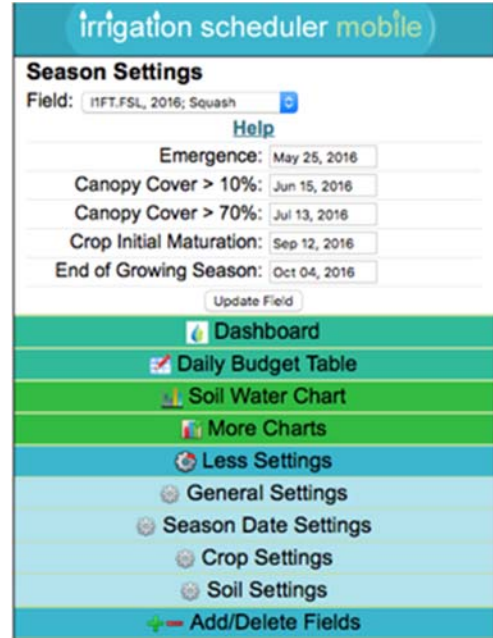 irrigation scheduler mobile
Season Settings
Field: I1FT.FSL, 2016; Squash
Help
Emergence: May 25, 2016
Canopy Cover > 10%: Jun 15, 2016
Canopy Cover > 70%: Jul 13, 2016
Crop Initial Maturation: Sep 12, 2016
End of Growing Season: Oct 04, 2016
Update Field
Dashboard
Daily Budget Table
Soil Water Chart
More Charts
Less Settings
General Settings
Season Date Settings
Crop Settings
Soil Settings
Add/Delete Fields